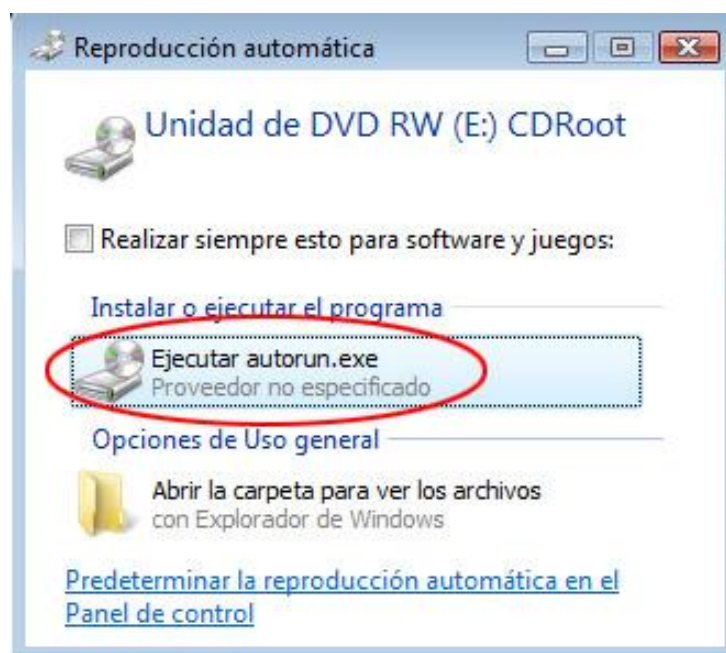 Reproducción automática
Unidad de DVD RW (E:) CDRoot
Realizar siempre esto para software y juegos:
Instalar o ejecutar el programa
Ejecutar autorun.exe
Proveedor no especificado
Opciones de Uso general
Abrir la carpeta para ver los archivos
con Explorador de Windows
Predeterminar la reproducción automática en el
Panel de control